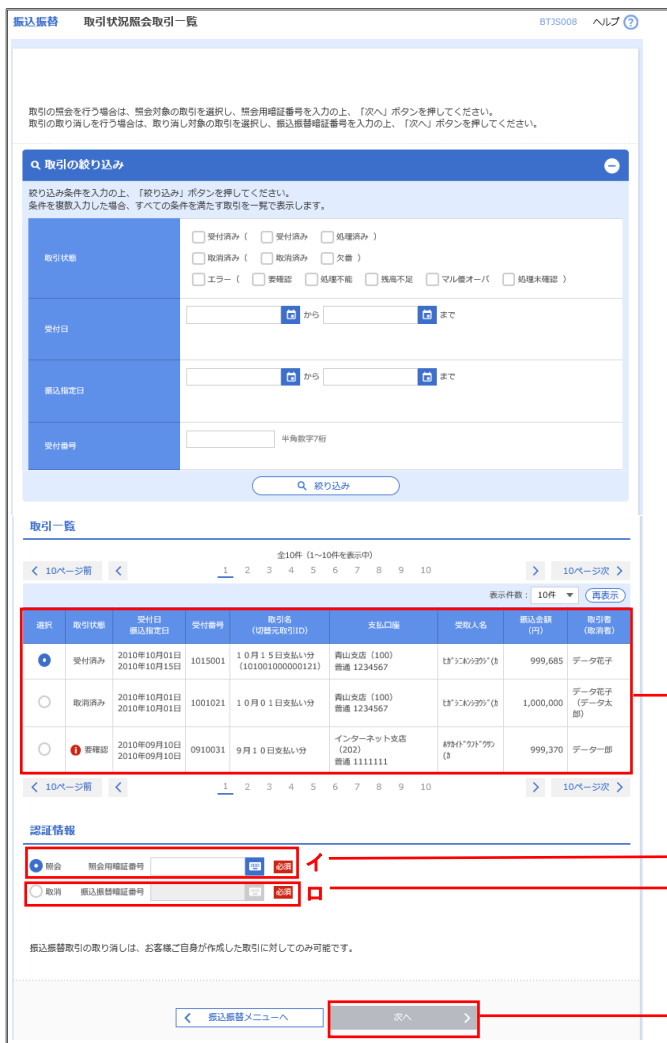 振込振替 取引状況照会取引一覧 BTJS008 ヘルプ ?
取引の照会を行う場合は、照会対象の取引を選択し、照会用暗証番号を入力の上、「次へ」ボタンを押してください。
取引の取り消しを行う場合は、取り消し対象の取引を選択し、振込振替暗証番号を入力の上、「次へ」ボタンを押してください。
取引の絞り込み
絞り込み条件を入力の上、「絞り込み」ボタンを押してください。
条件を複数入力した場合、すべての条件を満たす取引を一覧で表示します。
取引状態
受付済み ( 受付済み 処理済み )
取消済み ( 取消済み 欠番 )
エラー ( 要確認 処理不能 残高不足 マル優オーバ 処理未確認 )
受付日 から まで
振込指定日 から まで
受付番号 半角数字7桁
絞り込み
取引一覧
全10件 (1～10件を表示中)
10ページ前 1 2 3 4 5 6 7 8 9 10 10ページ次
表示件数: 10件 再表示
選択 取引状態 受付日 振込指定日 受付番号 取引名 (切替元取引ID) 支払口座 受取人名 振込金額 (円) 取引者 (取消者)
受付済み 2010年10月01日 2010年10月15日 1015001 10月15日支払い分 (101001000000121) 青山支店 (100) 普通 1234567 999,685 データ花子
取消済み 2010年10月01日 2010年10月01日 1001021 10月01日支払い分 青山支店 (100) 普通 1234567 1,000,000 データ花子 (データ太郎)
要確認 2010年09月10日 2010年09月10日 0910031 9月10日支払い分 インターネット支店 (202) 普通 1111111 999,370 データ一郎
10ページ前 1 2 3 4 5 6 7 8 9 10 10ページ次
認証情報
照会 照会用暗証番号 必須 イ
取消 振込振替暗証番号 必須 ロ
振込振替取引の取り消しは、お客様ご自身が作成した取引に対してのみ可能です。
振込振替メニューへ 次へ